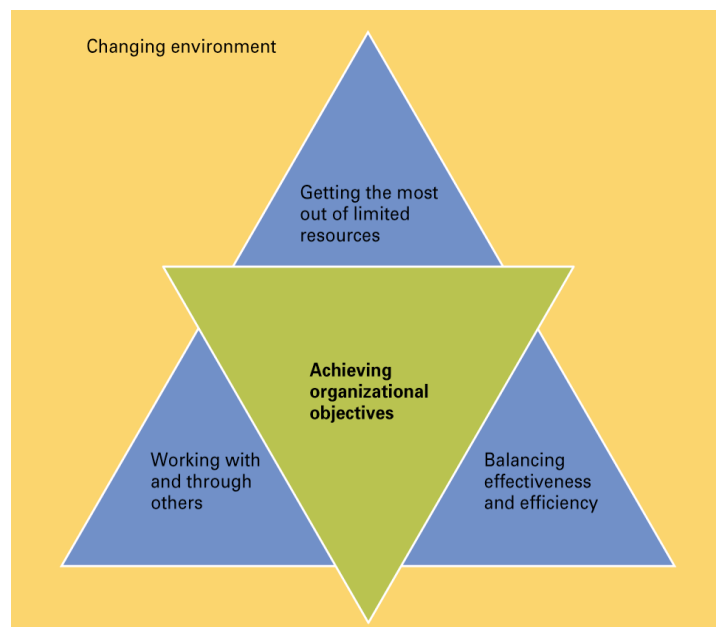 Changing environment
Getting the most
out of limited
resources
Achieving
organizational
objectives
Working with
and through
others
Balancing
effectiveness
and efficiency